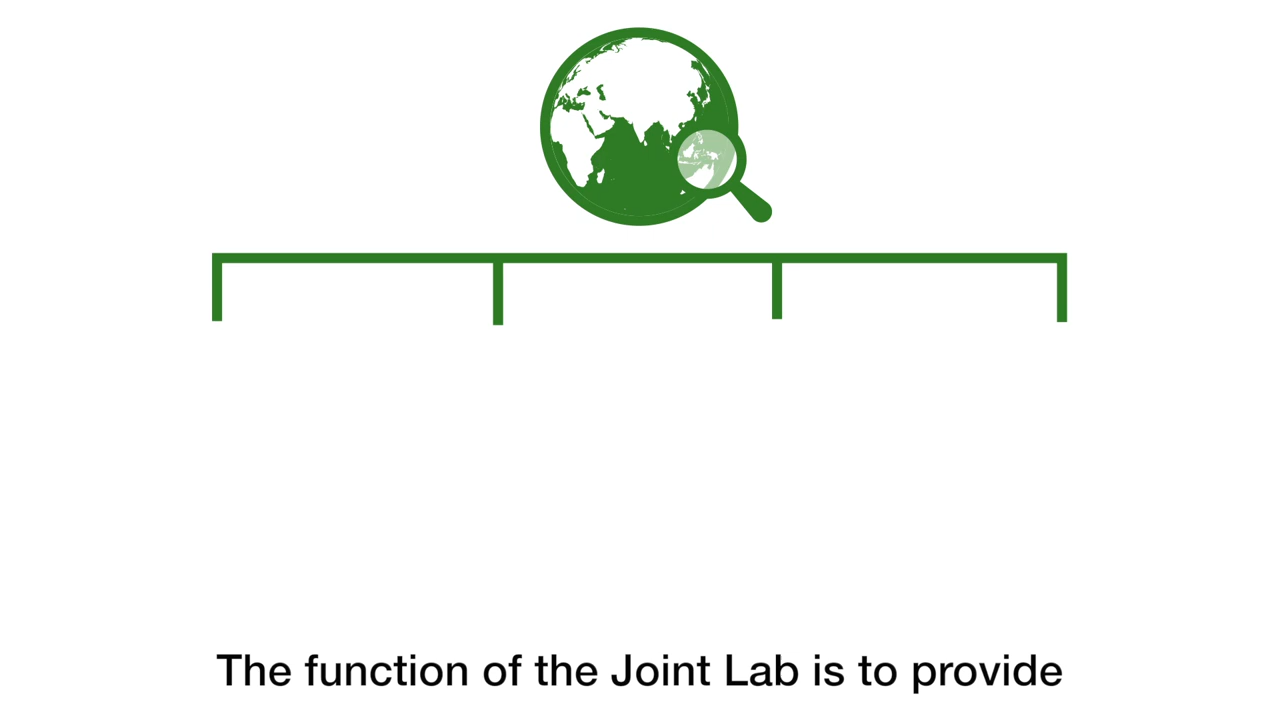 The function of the Joint Lab is to provide